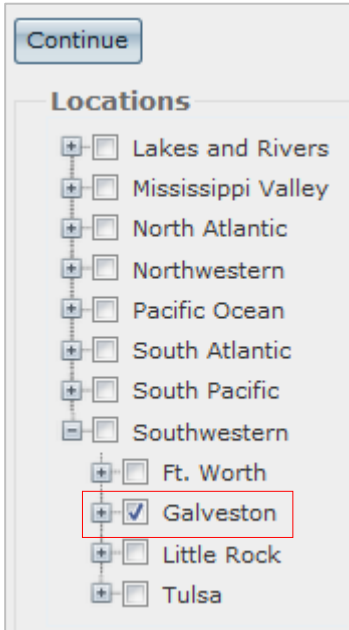 Continue
Locations
Lakes and Rivers
Mississippi Valley
North Atlantic
Northwestern
Pacific Ocean
South Atlantic
South Pacific
Southwestern
Ft. Worth
Galveston
Little Rock
Tulsa